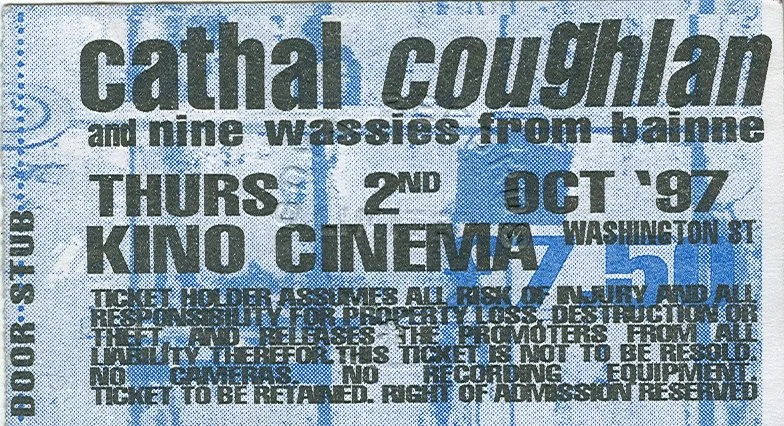 cathal coughlan
and nine wassies from bainne
THURS 2ND OCT '97
KINO CINEMA WASHINGTON ST
£7.50
TICKET HOLDER ASSUMES ALL RISK OF INJURY AND ALL
RESPONSIBILITY FOR PROPERTY LOSS, DESTRUCTION OR
THEFT AND RELEASES THE PROMOTERS FROM ALL
LIABILITY THEREFOR. THIS TICKET IS NOT TO BE RESOLD.
NO CAMERAS. NO RECORDING EQUIPMENT.
TICKET TO BE RETAINED. RIGHT OF ADMISSION RESERVED
DOOR·STUB